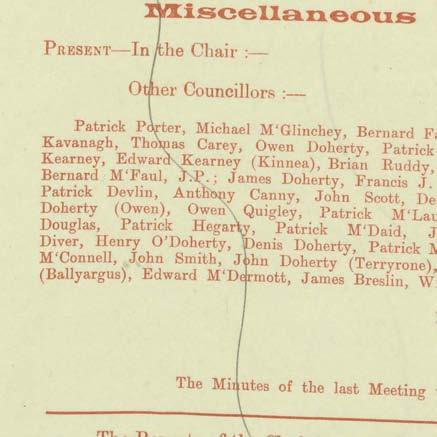 Miscellaneous
PRESENT—In the Chair :—
Other Councillors :—
Patrick Porter, Michael M‘Glinchey, Bernard
Kavanagh, Thomas Carey, Owen Doherty, Patrick
Kearney, Edward Kearney (Kinnea), Brian Ruddy,
Bernard M‘Faul, J.P.; James Doherty, Francis J.
Patrick Devlin, Anthony Canny, John Scott,
Doherty (Owen), Owen Quigley, Patrick
Douglas, Patrick Hegarty, Patrick M‘Daid,
Diver, Henry O’Doherty, Denis Doherty, Patrick
M‘Connell, John Smith, John Doherty (Terryrone),
(Ballyargus), Edward M‘Dermott, James Breslin,
The Minutes of the last Meeting